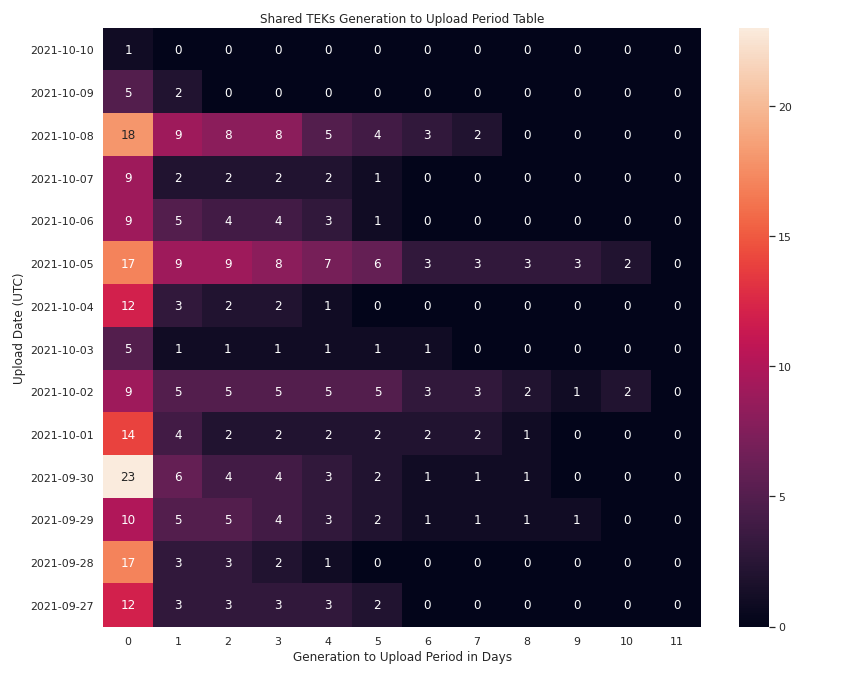 Shared TEKs Generation to Upload Period Table
Upload Date (UTC)
2021-10-10 1 0 0 0 0 0 0 0 0 0 0 0
2021-10-09 5 2 0 0 0 0 0 0 0 0 0 0
2021-10-08 18 9 8 8 5 4 3 2 0 0 0 0
2021-10-07 9 2 2 2 2 1 0 0 0 0 0 0
2021-10-06 9 5 4 4 3 1 0 0 0 0 0 0
2021-10-05 17 9 9 8 7 6 3 3 3 3 2 0
2021-10-04 12 3 2 2 1 0 0 0 0 0 0 0
2021-10-03 5 1 1 1 1 1 1 0 0 0 0 0
2021-10-02 9 5 5 5 5 5 3 3 2 1 2 0
2021-10-01 14 4 2 2 2 2 2 2 1 0 0 0
2021-09-30 23 6 4 4 3 2 1 1 1 0 0 0
2021-09-29 10 5 5 4 3 2 1 1 1 1 0 0
2021-09-28 17 3 3 2 1 0 0 0 0 0 0 0
2021-09-27 12 3 3 3 3 2 0 0 0 0 0 0
0 1 2 3 4 5 6 7 8 9 10 11
Generation to Upload Period in Days
20
15
10
5
0